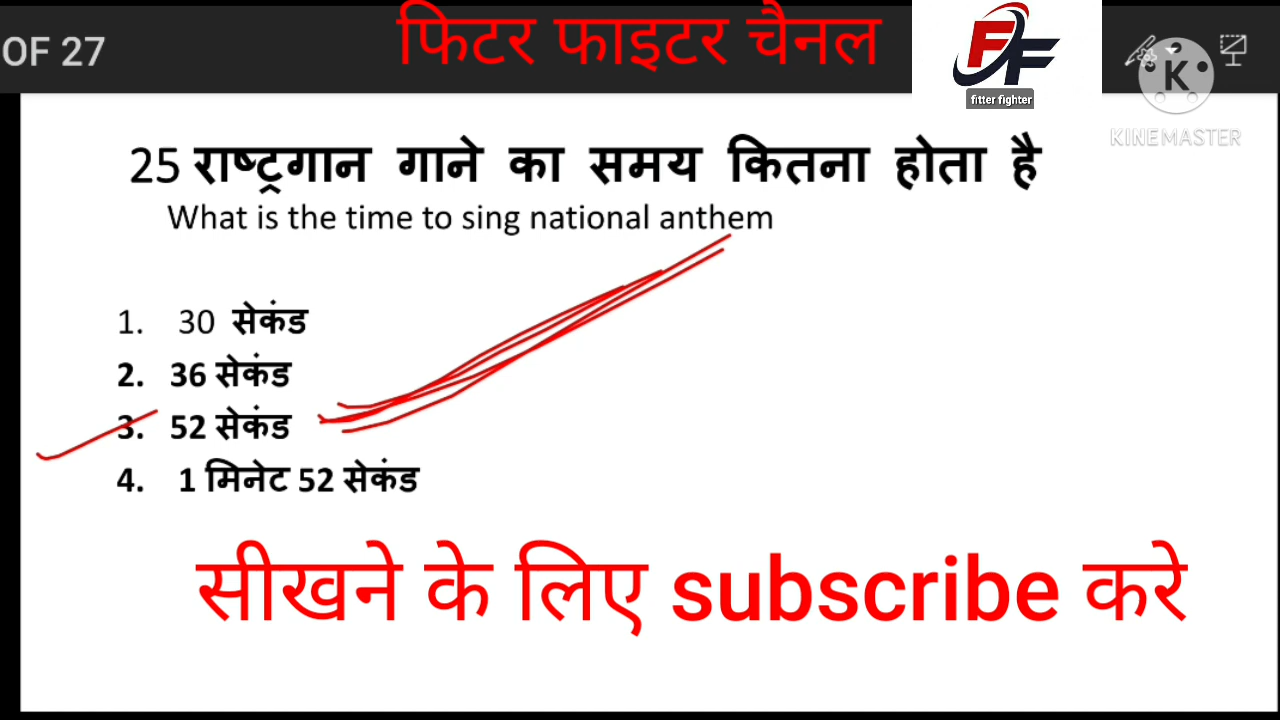 फिटर फाइटर चैनल
OF 27
FF
fitter fighter
K
KINEMASTER
25 राष्ट्रगान गाने का समय कितना होता है
What is the time to sing national anthem
1. 30 सेकंड
2. 36 सेकंड
3. 52 सेकंड
4. 1 मिनेट 52 सेकंड
सीखने के लिए subscribe करे